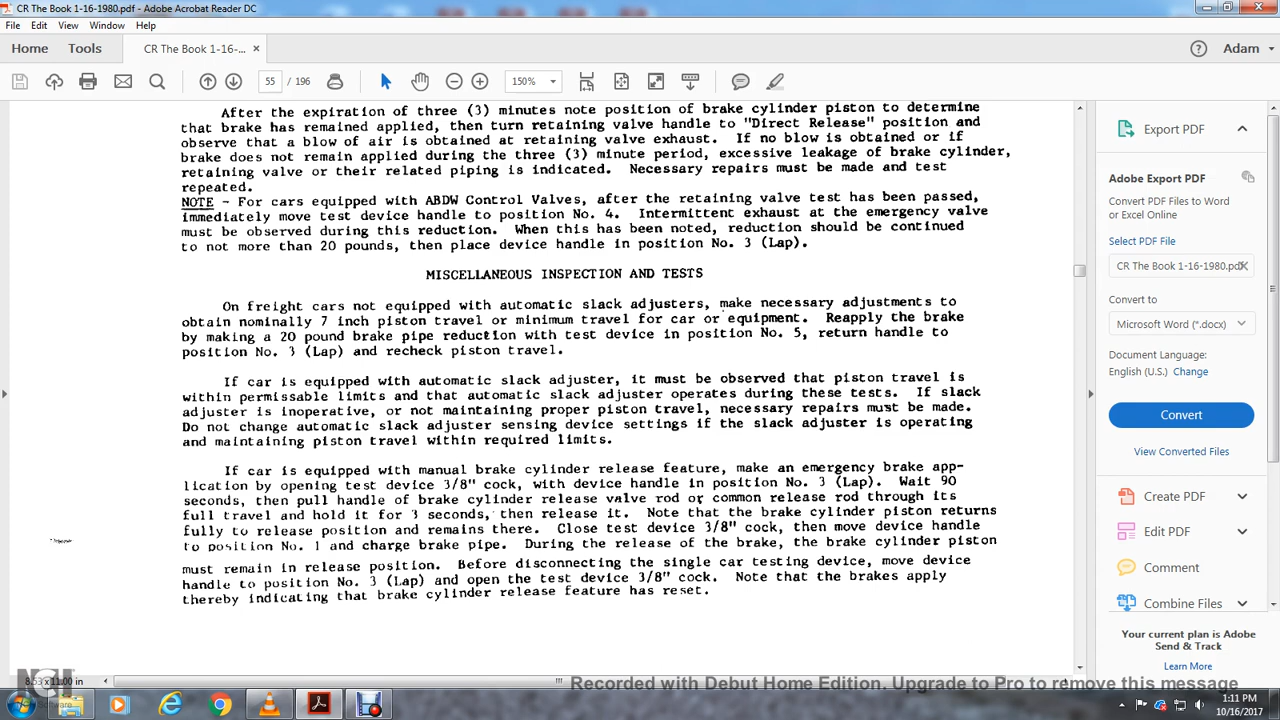 CR The Book 1-16-1980.pdf - Adobe Acrobat Reader DC
File Edit View Window Help
Home Tools CR The Book 1-16-... × Adam
55 / 196 150%
After the expiration of three (3) minutes note position of brake cylinder piston to determine
that brake has remained applied, then turn retaining valve handle to "Direct Release" position and
observe that a blow of air is obtained at retaining valve exhaust. If no blow is obtained or if
brake does not remain applied during the three (3) minute period, excessive leakage of brake cylinder,
retaining valve or their related piping is indicated. Necessary repairs must be made and test
repeated.
NOTE - For cars equipped with ABDW Control Valves, after the retaining valve test has been passed,
immediately move test device handle to position No. 4. Intermittent exhaust at the emergency valve
must be observed during this reduction. When this has been noted, reduction should be continued
to not more than 20 pounds, then place device handle in position No. 3 (Lap).
MISCELLANEOUS INSPECTION AND TESTS
On freight cars not equipped with automatic slack adjusters, make necessary adjustments to
obtain nominally 7 inch piston travel or minimum travel for car or equipment. Reapply the brake
by making a 20 pound brake pipe reduction with test device in position No. 5, return handle to
position No. 3 (Lap) and recheck piston travel.
If car is equipped with automatic slack adjuster, it must be observed that piston travel is
within permissable limits and that automatic slack adjuster operates during these tests. If slack
adjuster is inoperative, or not maintaining proper piston travel, necessary repairs must be made.
Do not change automatic slack adjuster sensing device settings if the slack adjuster is operating
and maintaining piston travel within required limits.
If car is equipped with manual brake cylinder release feature, make an emergency brake app-
lication by opening test device 3/8" cock, with device handle in position No. 3 (Lap). Wait 90
seconds, then pull handle of brake cylinder release valve rod or common release rod through its
full travel and hold it for 3 seconds, then release it. Note that the brake cylinder piston returns
fully to release position and remains there. Close test device 3/8" cock, then move device handle
to position No. 1 and charge brake pipe. During the release of the brake, the brake cylinder piston
must remain in release position. Before disconnecting the single car testing device, move device
handle to position No. 3 (Lap) and open the test device 3/8" cock. Note that the brakes apply
thereby indicating that brake cylinder release feature has reset.
8.53 x 11.00 in
Export PDF
Adobe Export PDF
Convert PDF Files to Word
or Excel Online
Select PDF File
CR The Book 1-16-1980.pdf
Convert to
Microsoft Word (*.docx)
Document Language:
English (U.S.) Change
Convert
View Converted Files
Create PDF
Edit PDF
Comment
Combine Files
Your current plan is Adobe
Send & Track
Learn More
NCH
Software
Recorded with Debut Home Edition. Upgrade to Pro to remove this message
1:11 PM
10/16/2017